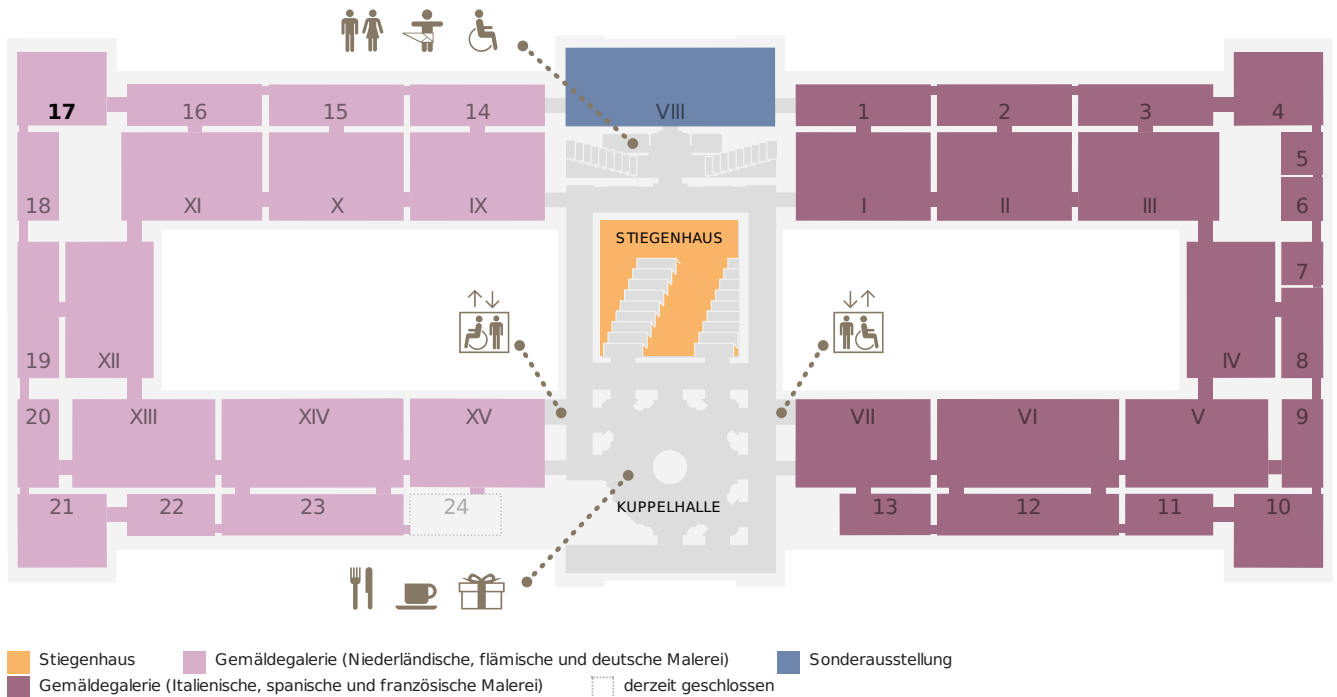 17 16 15 14 VIII 1 2 3 4
5
18 XI X IX I II III 6
STIEGENHAUS
7
19 XII IV 8
20 XIII XIV XV VII VI V 9
21 22 23 24 KUPPELHALLE 13 12 11 10
Stiegenhaus Gemäldegalerie (Niederländische, flämische und deutsche Malerei) Sonderausstellung
Gemäldegalerie (Italienische, spanische und französische Malerei) derzeit geschlossen